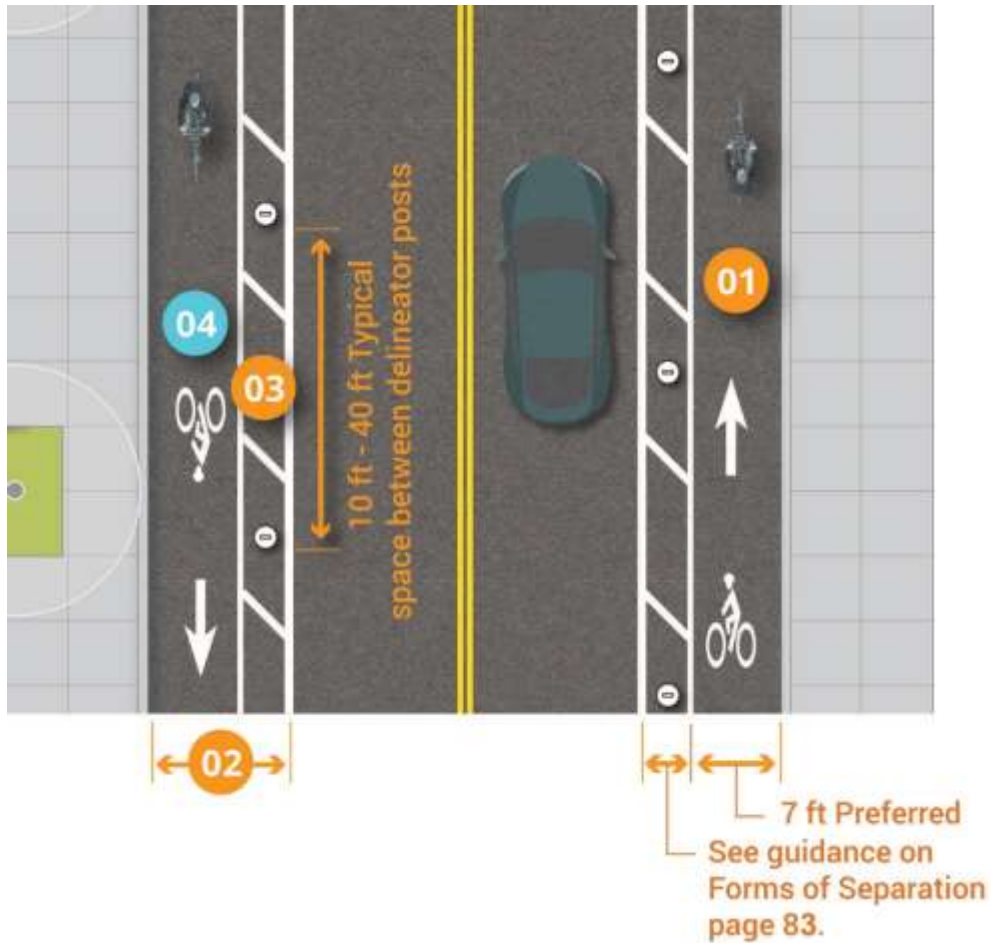 01
04
03
10 ft - 40 ft Typical
space between delineator posts
02
7 ft Preferred
See guidance on
Forms of Separation
page 83.